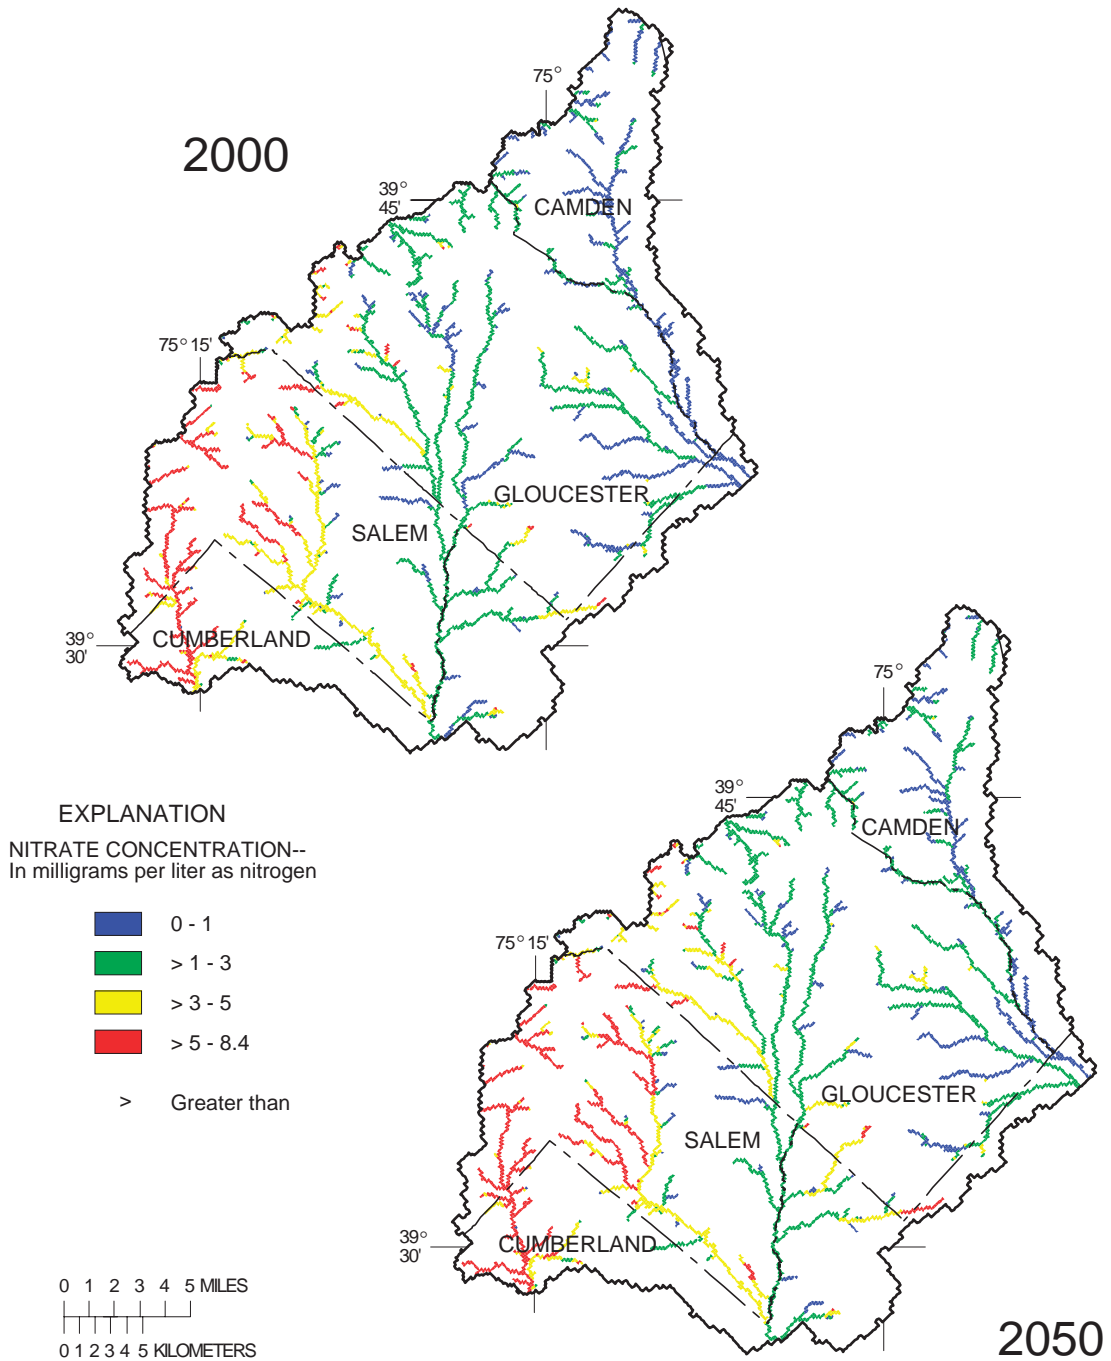 2000
75°
39°
45'
CAMDEN
75° 15'
GLOUCESTER
SALEM
39°
30'
CUMBERLAND
EXPLANATION
NITRATE CONCENTRATION--
In milligrams per liter as nitrogen
0 - 1
> 1 - 3
> 3 - 5
> 5 - 8.4
> Greater than
0 1 2 3 4 5 MILES
0 1 2 3 4 5 KILOMETERS
75°
39°
45'
CAMDEN
75° 15'
GLOUCESTER
SALEM
39°
30'
CUMBERLAND
2050